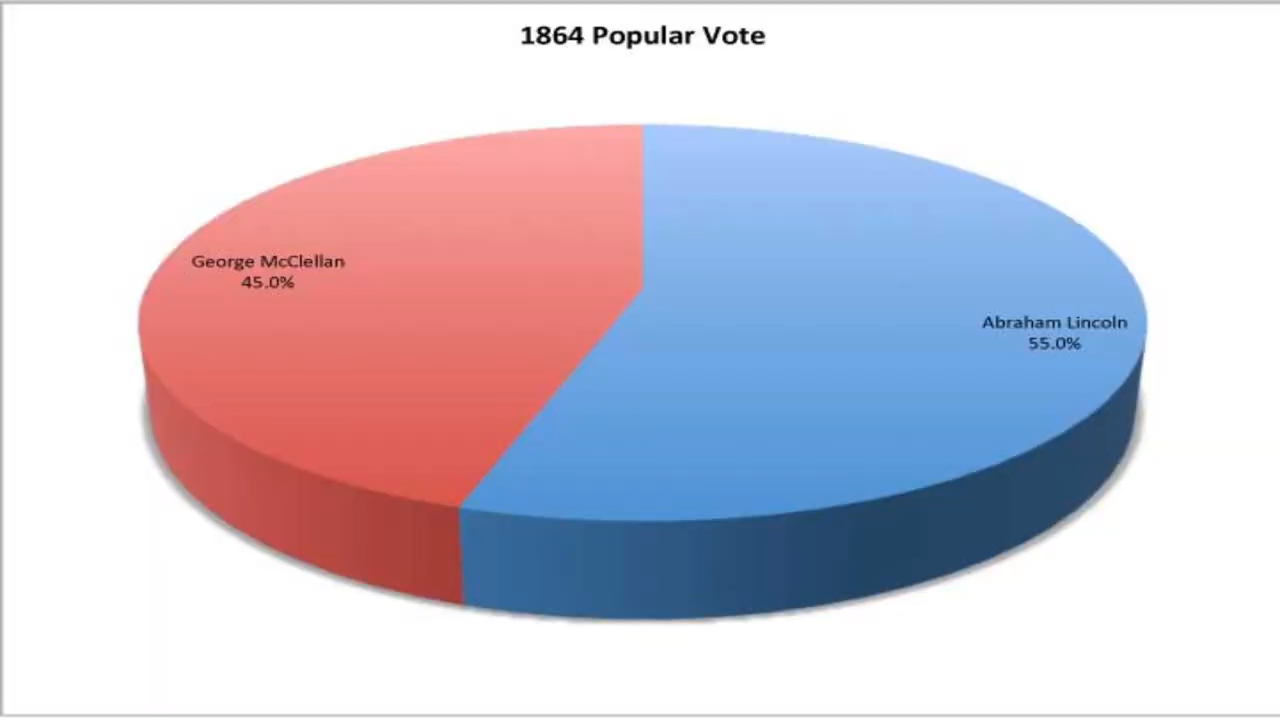 1864 Popular Vote
George McClellan
45.0%
Abraham Lincoln
55.0%